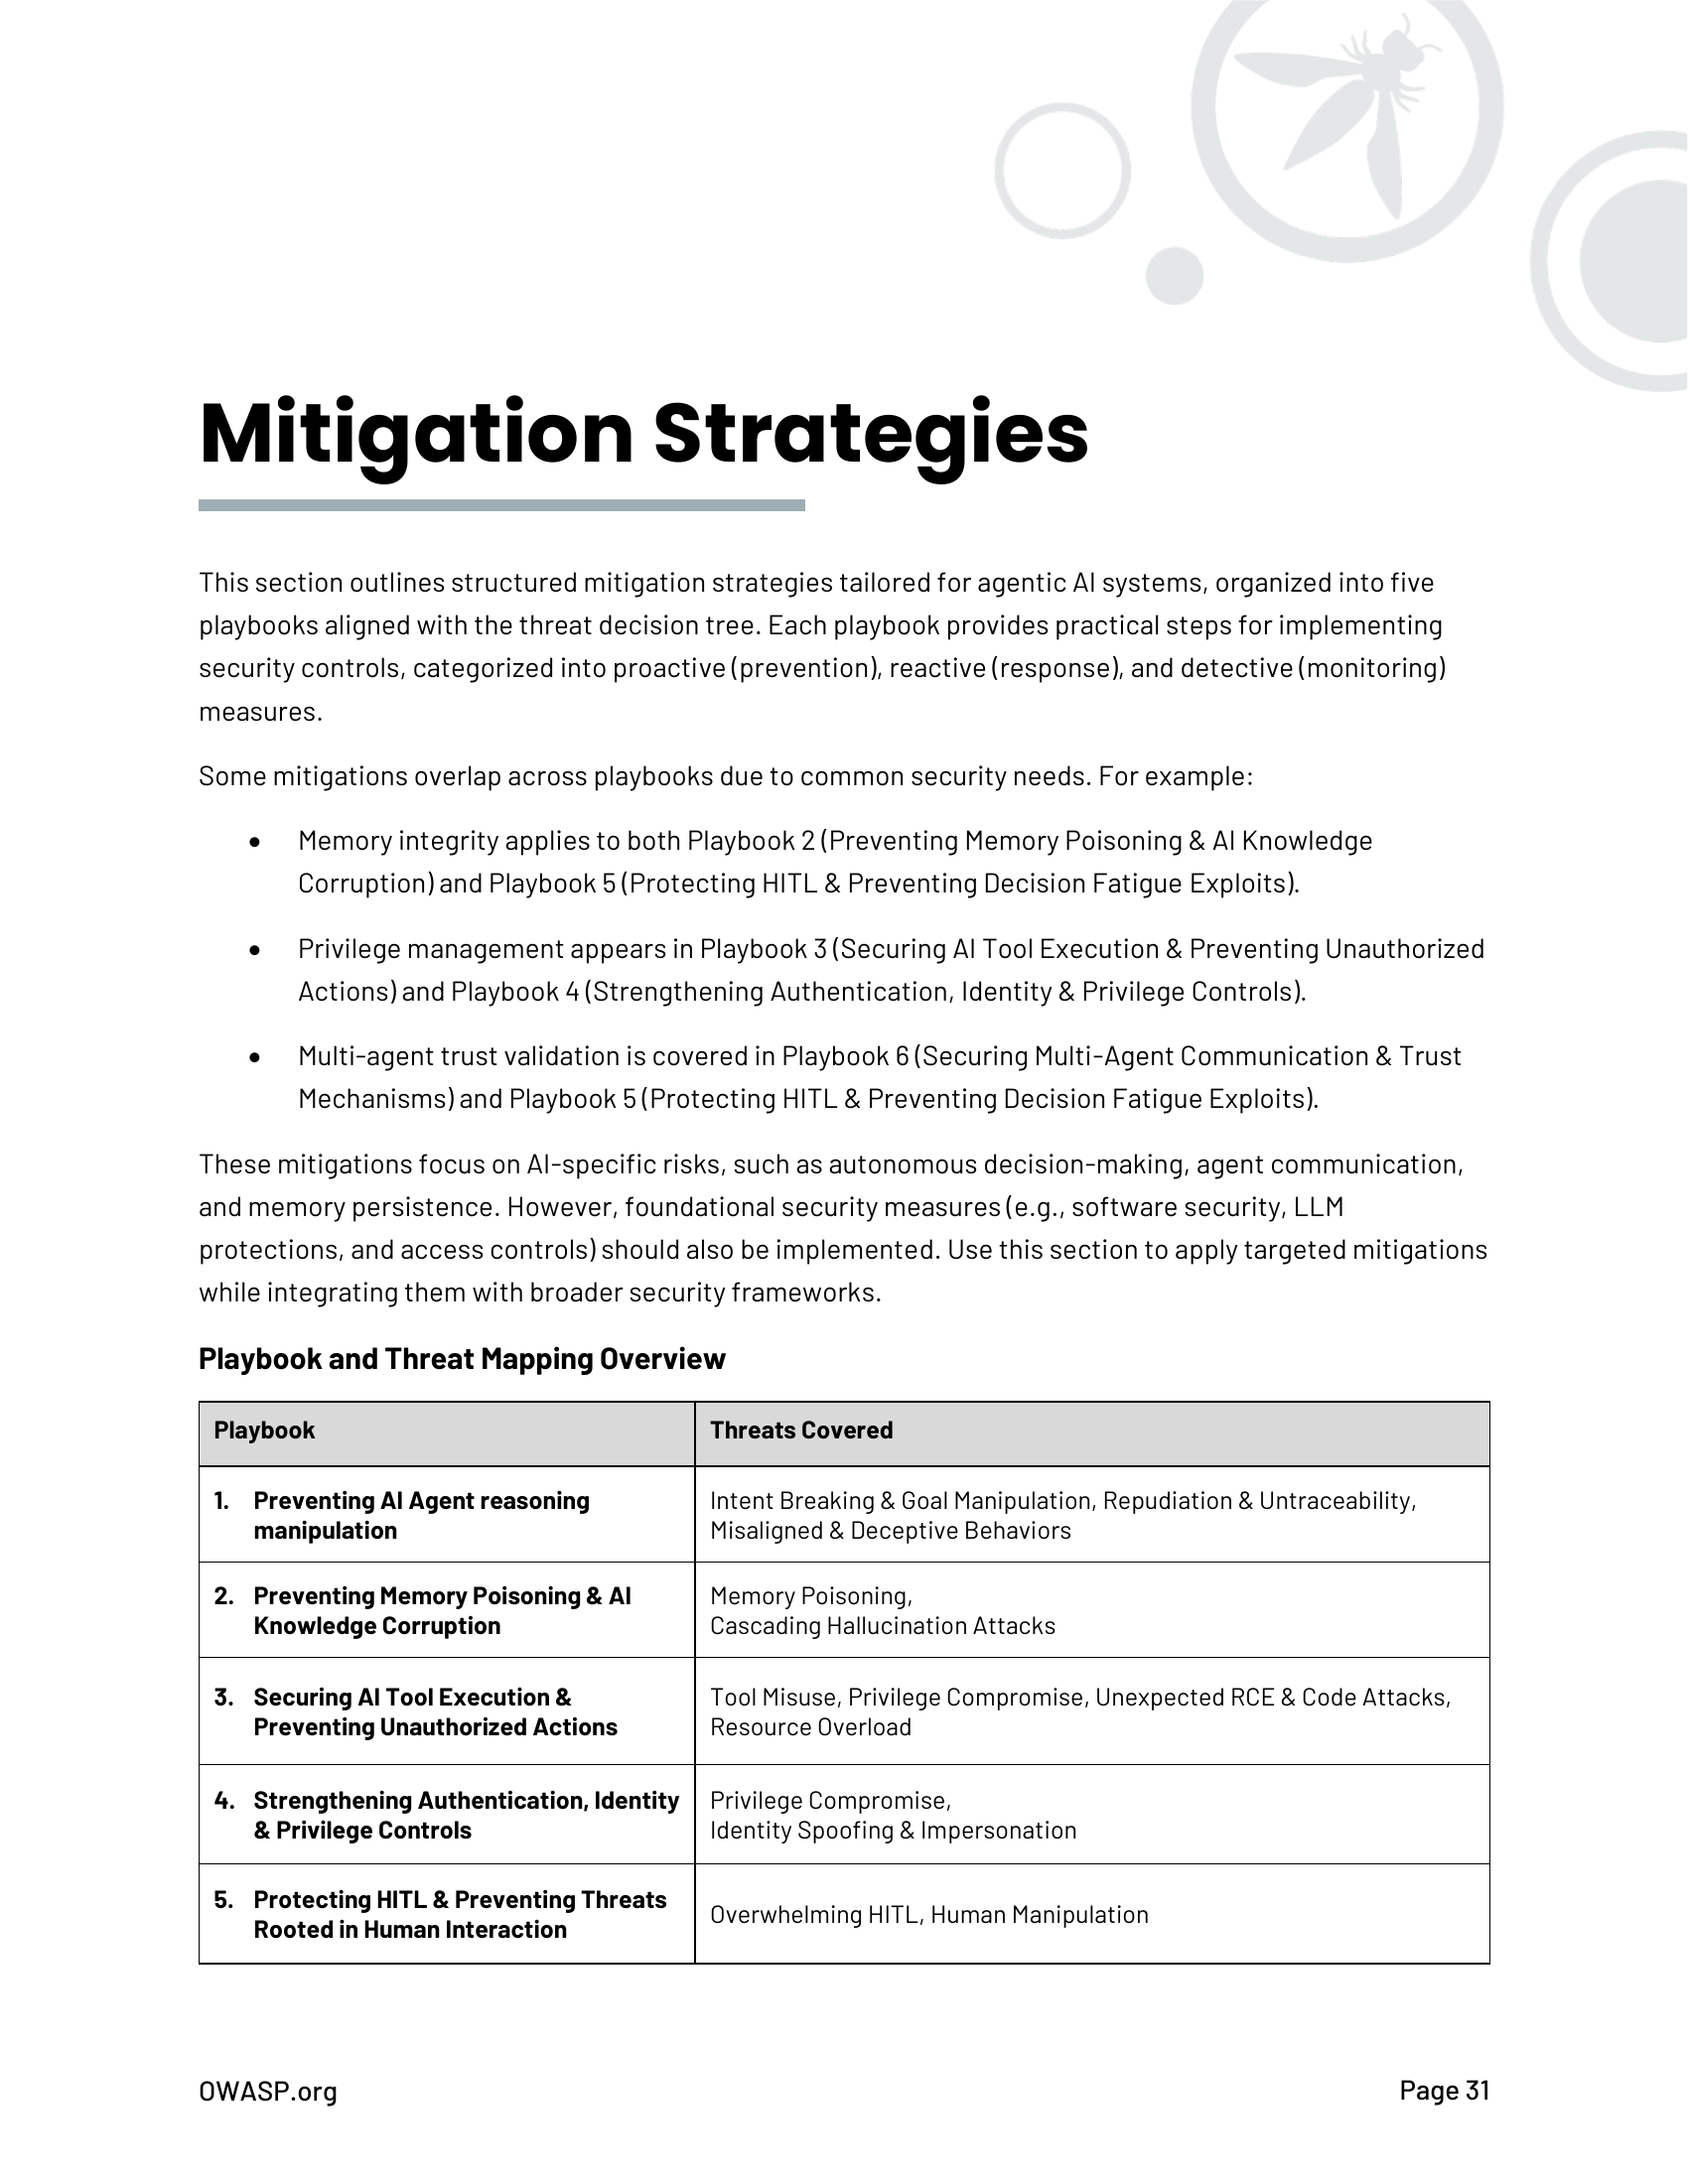 Mitigation Strategies
This section outlines structured mitigation strategies tailored for agentic AI systems, organized into five
playbooks aligned with the threat decision tree. Each playbook provides practical steps for implementing
security controls, categorized into proactive (prevention), reactive (response), and detective (monitoring)
measures.
Some mitigations overlap across playbooks due to common security needs. For example:
● Memory integrity applies to both Playbook 2 (Preventing Memory Poisoning & AI Knowledge
Corruption) and Playbook 5 (Protecting HITL & Preventing Decision Fatigue Exploits).
● Privilege management appears in Playbook 3 (Securing AI Tool Execution & Preventing Unauthorized
Actions) and Playbook 4 (Strengthening Authentication, Identity & Privilege Controls).
● Multi-agent trust validation is covered in Playbook 6 (Securing Multi-Agent Communication & Trust
Mechanisms) and Playbook 5 (Protecting HITL & Preventing Decision Fatigue Exploits).
These mitigations focus on AI-specific risks, such as autonomous decision-making, agent communication,
and memory persistence. However, foundational security measures (e.g., software security, LLM
protections, and access controls) should also be implemented. Use this section to apply targeted mitigations
while integrating them with broader security frameworks.
Playbook and Threat Mapping Overview
Playbook
Threats Covered
1. Preventing AI Agent reasoning
manipulation
Intent Breaking & Goal Manipulation, Repudiation & Untraceability,
Misaligned & Deceptive Behaviors
2. Preventing Memory Poisoning & AI
Knowledge Corruption
Memory Poisoning,
Cascading Hallucination Attacks
3. Securing AI Tool Execution &
Preventing Unauthorized Actions
Tool Misuse, Privilege Compromise, Unexpected RCE & Code Attacks,
Resource Overload
4. Strengthening Authentication, Identity
& Privilege Controls
Privilege Compromise,
Identity Spoofing & Impersonation
5. Protecting HITL & Preventing Threats
Rooted in Human Interaction
Overwhelming HITL, Human Manipulation
OWASP.org
Page 31